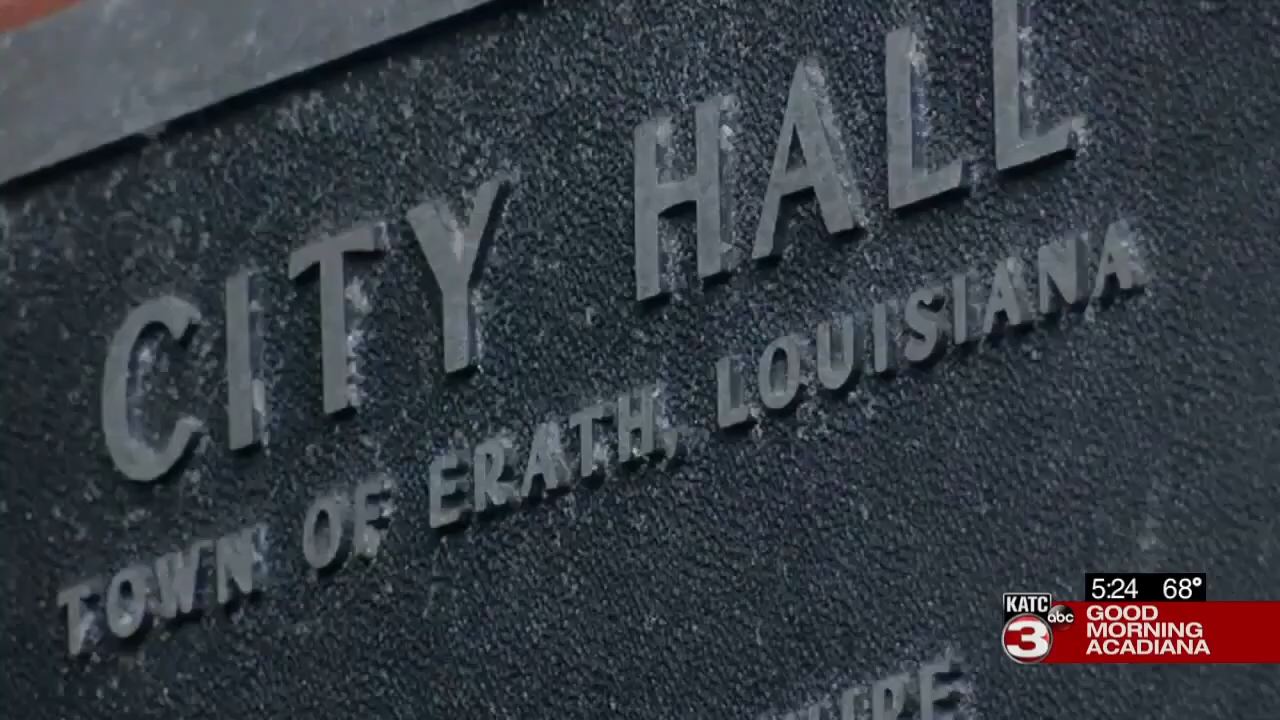 CITY HALL
TOWN OF ERATH, LOUISIANA
5:24 68°
KATC
3
abc
GOOD
MORNING
ACADIANA